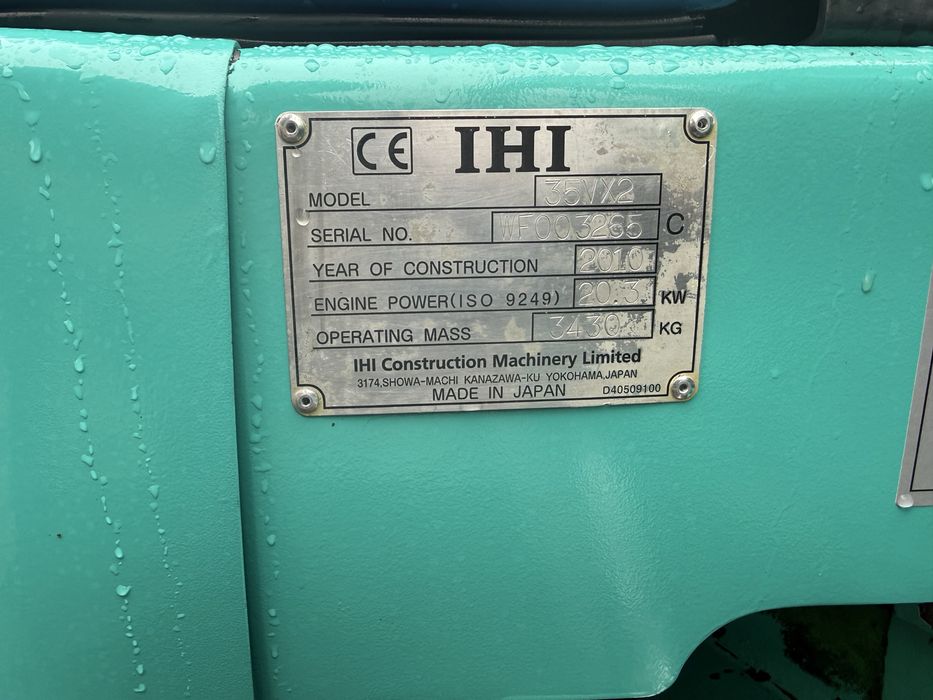 CE IHI
MODEL 35VX2
SERIAL NO. WF003265 C
YEAR OF CONSTRUCTION 2010
ENGINE POWER(ISO 9249) 20.3 KW
OPERATING MASS 3430 KG
IHI Construction Machinery Limited
3174,SHOWA-MACHI KANAZAWA-KU YOKOHAMA,JAPAN
MADE IN JAPAN D40509100